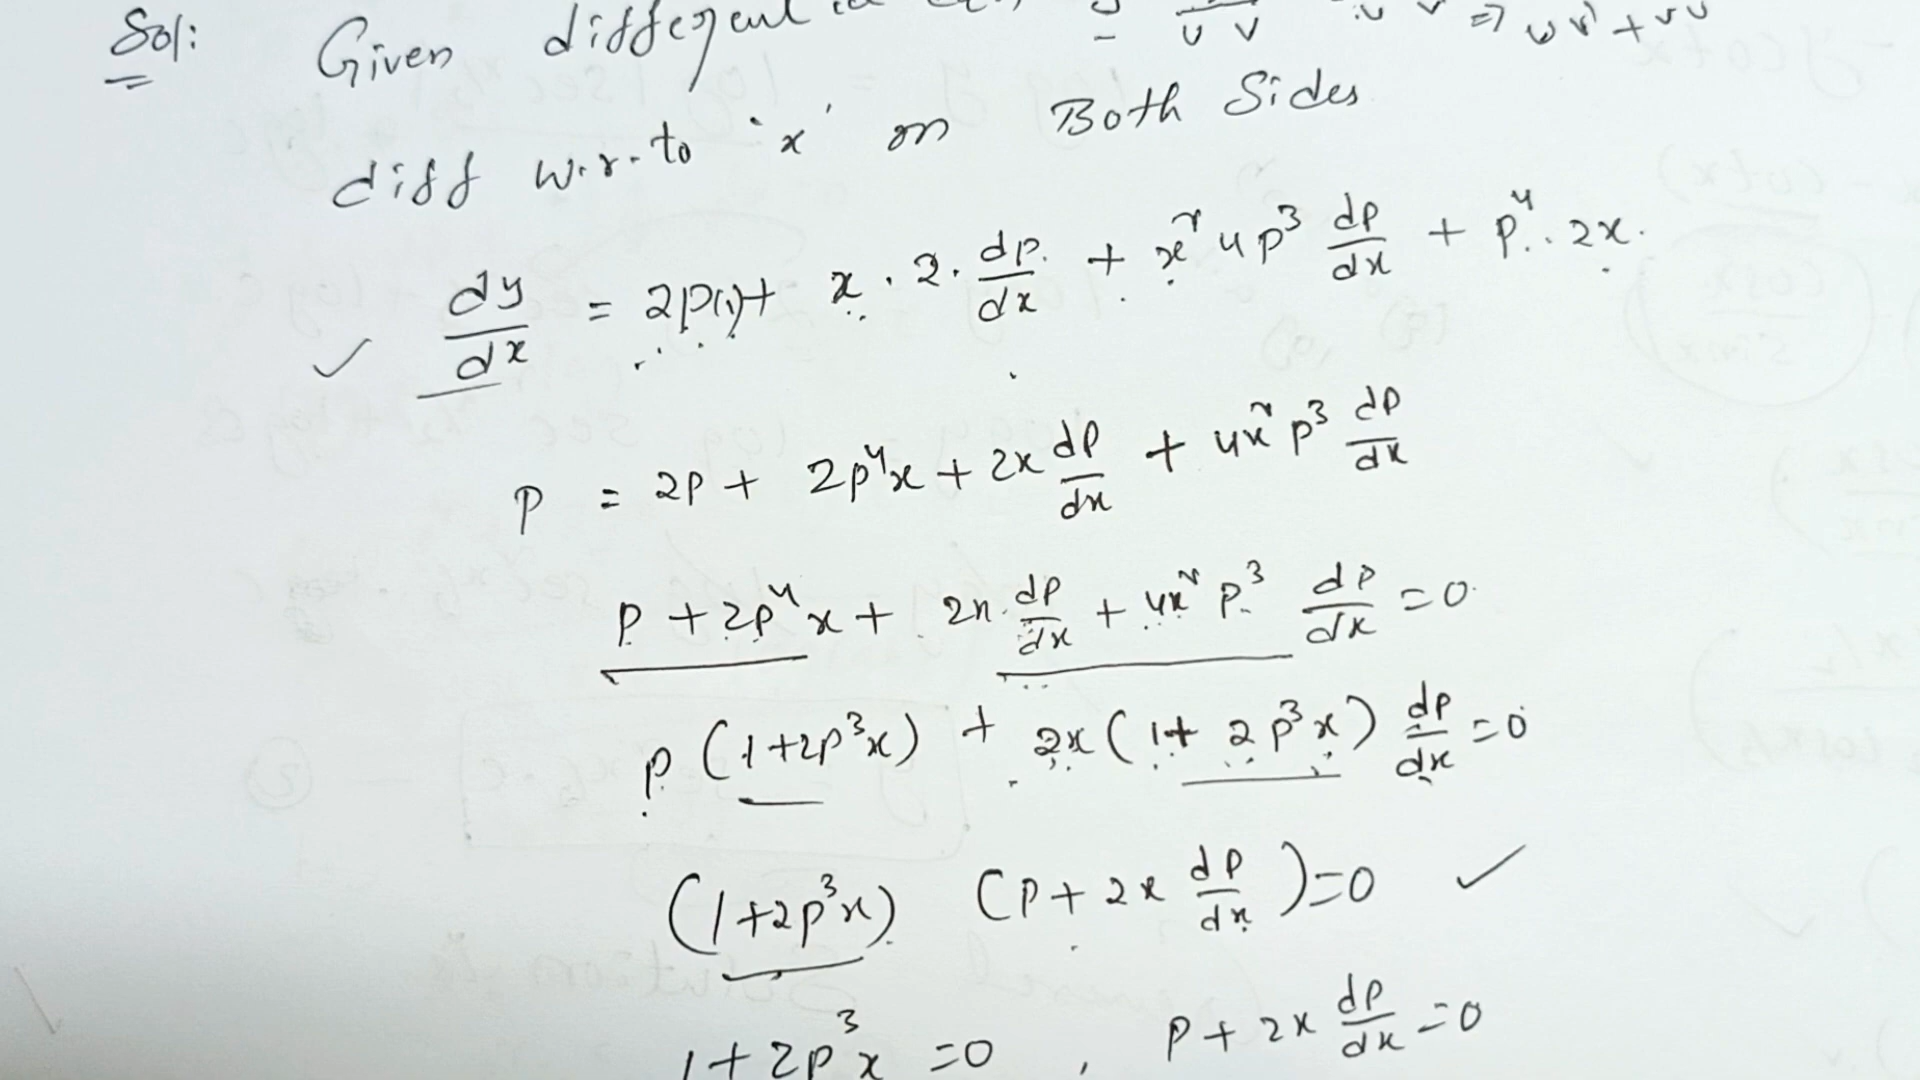 Sol: Given different
u v ⇒ uv' + vu
diff w.r.to 'x' on Both Sides
dy/dx = 2p(1) + x · 2 · dp/dx + x² 4p³ dp/dx + p⁴ · 2x.
p = 2p + 2p⁴x + 2x dp/dx + 4x² p³ dp/dx
p + 2p⁴x + 2x · dp/dx + 4x² p³ dp/dx = 0
p (1+2p³x) + 2x (1+ 2p³x) dp/dx = 0
(1+2p³x) (p + 2x dp/dx) = 0
1 + 2p³x = 0 , p + 2x dp/dx = 0